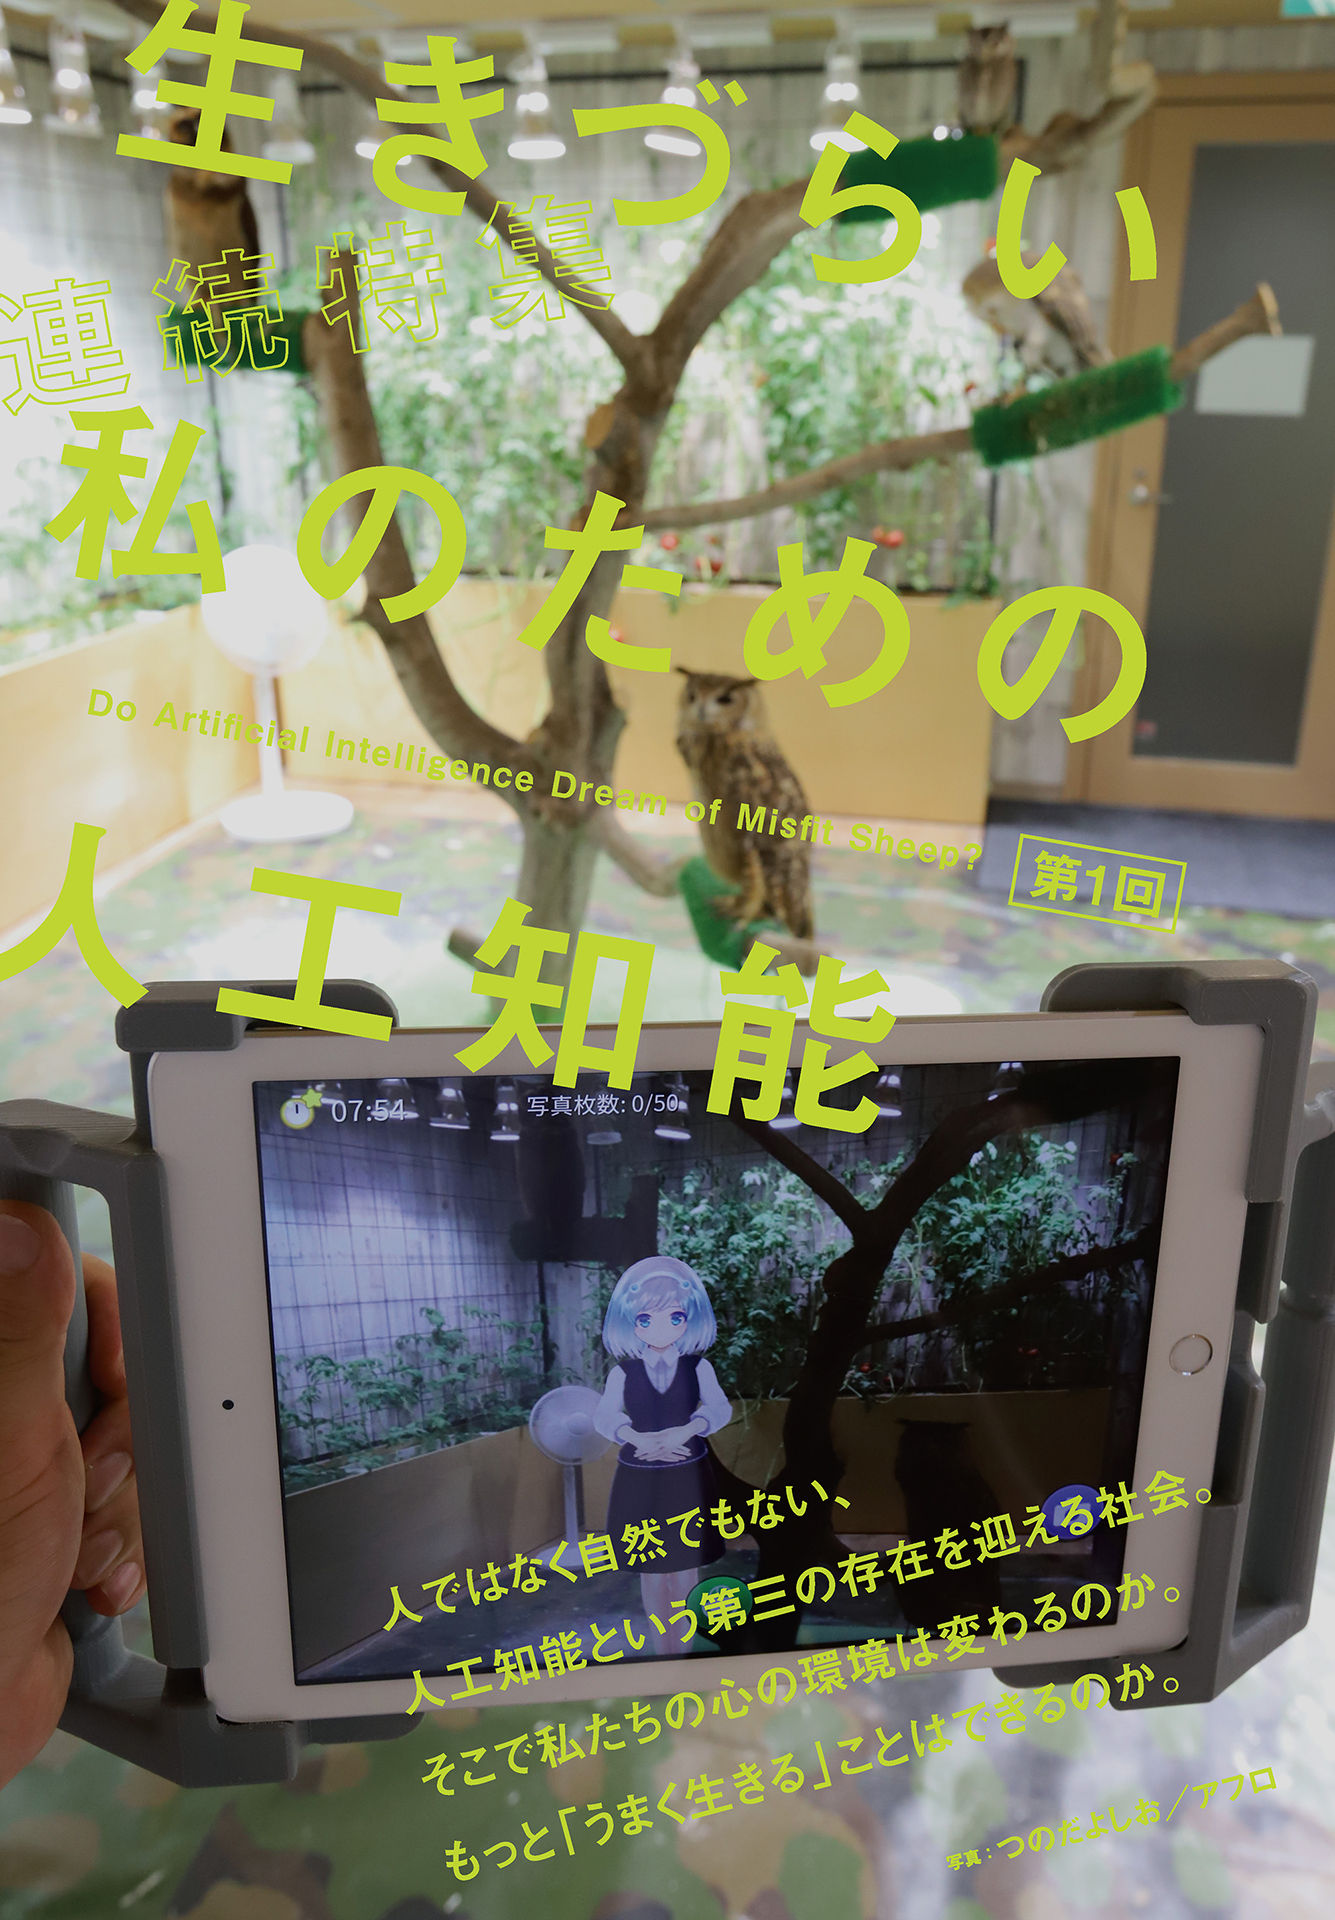 生きづらい
連続特集
私のための
Do Artificial Intelligence Dream of Misfit Sheep?
第1回
人工知能
07:54
写真枚数: 0/50
人ではなく自然でもない、
人工知能という第三の存在を迎える社会。
そこで私たちの心の環境は変わるのか。
もっと「うまく生きる」ことはできるのか。
写真：つのだよしお／アフロ